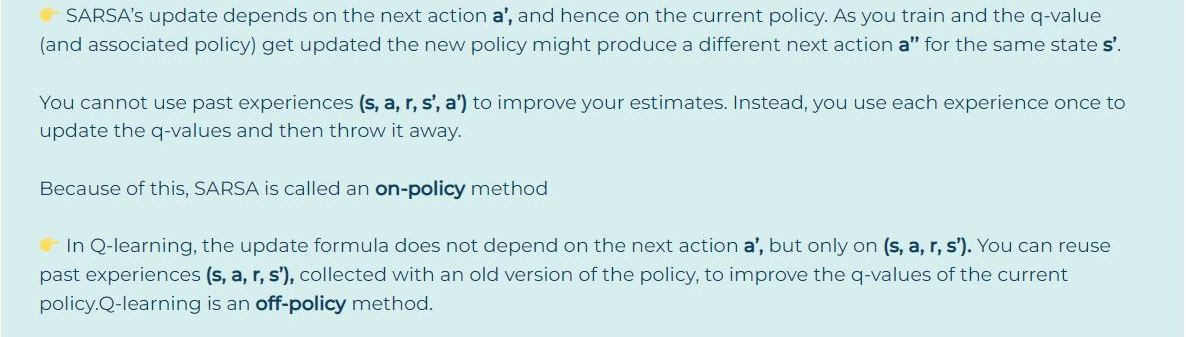 👉 SARSA's update depends on the next action a', and hence on the current policy. As you train and the q-value
(and associated policy) get updated the new policy might produce a different next action a" for the same state s'.
You cannot use past experiences (s, a, r, s', a') to improve your estimates. Instead, you use each experience once to
update the q-values and then throw it away.
Because of this, SARSA is called an on-policy method
👉 In Q-learning, the update formula does not depend on the next action a', but only on (s, a, r, s'). You can reuse
past experiences (s, a, r, s'), collected with an old version of the policy, to improve the q-values of the current
policy.Q-learning is an off-policy method.